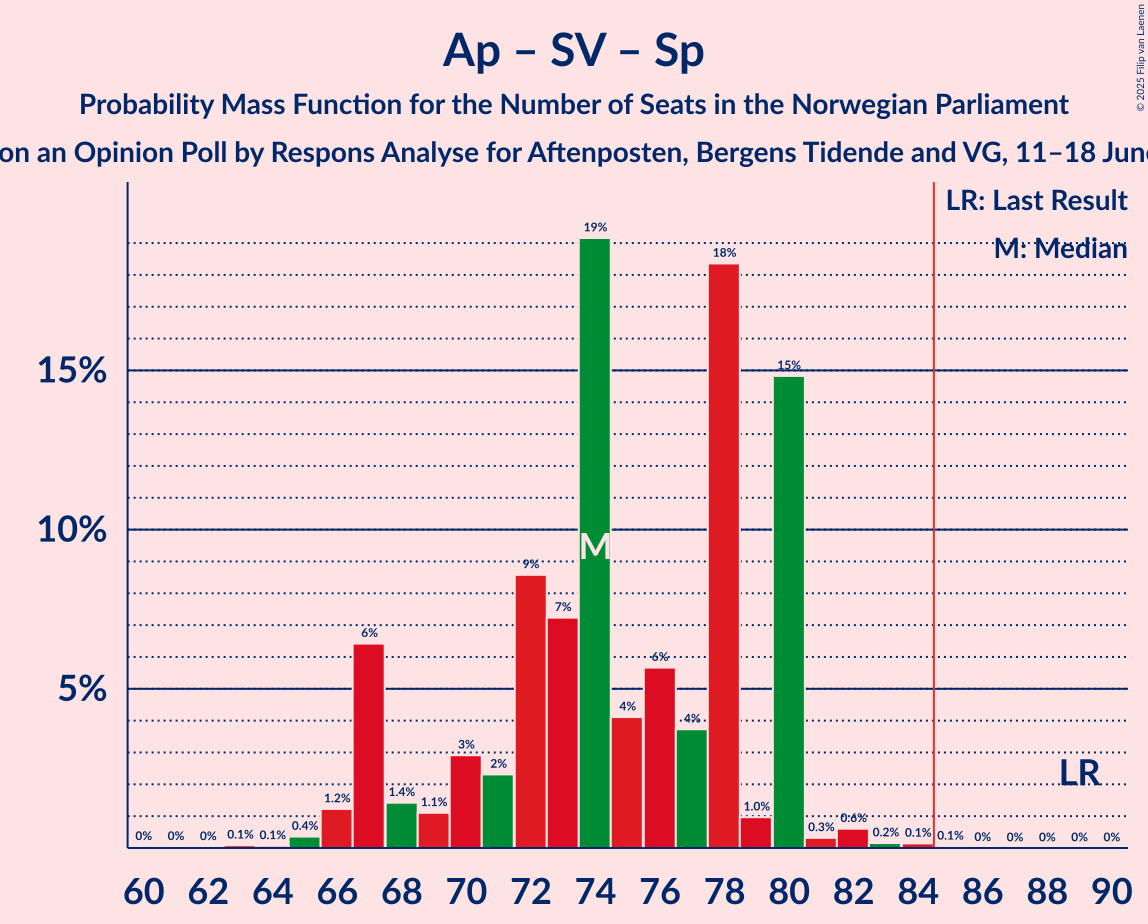 Ap – SV – Sp
Probability Mass Function for the Number of Seats in the Norwegian Parliament
on an Opinion Poll by Respons Analyse for Aftenposten, Bergens Tidende and VG, 11–18 June
© 2025 Filip van Laenen
LR: Last Result
M: Median
15%
10%
5%
0% 0% 0% 0.1% 0.1% 0.4% 1.2% 6% 1.4% 1.1% 3% 2% 9% 7% 19% 4% 6% 4% 18% 1.0% 15% 0.3% 0.6% 0.2% 0.1% 0.1% 0% 0% 0% 0% 0%
M
LR
60 62 64 66 68 70 72 74 76 78 80 82 84 86 88 90